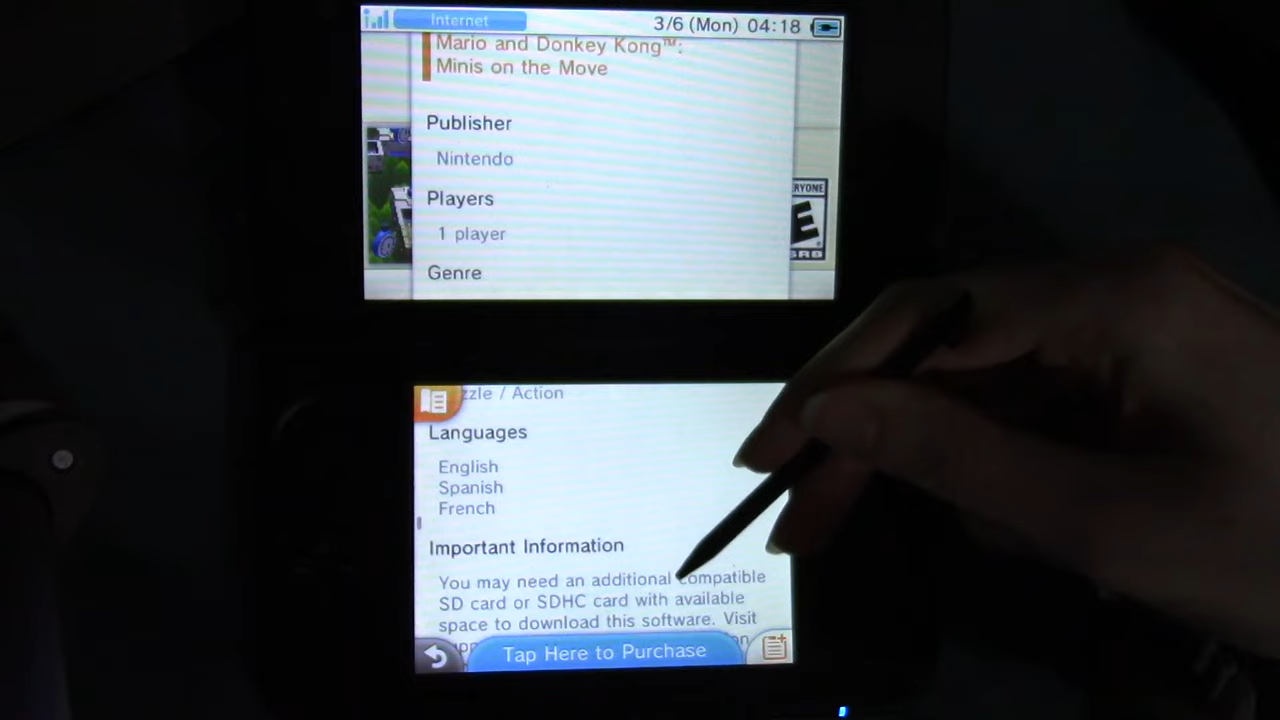 Internet
3/6 (Mon) 04:18
Mario and Donkey Kong™:
Minis on the Move
Publisher
Nintendo
Players
1 player
Genre
E
zzle / Action
Languages
English
Spanish
French
Important Information
You may need an additional compatible
SD card or SDHC card with available
space to download this software. Visit
Tap Here to Purchase